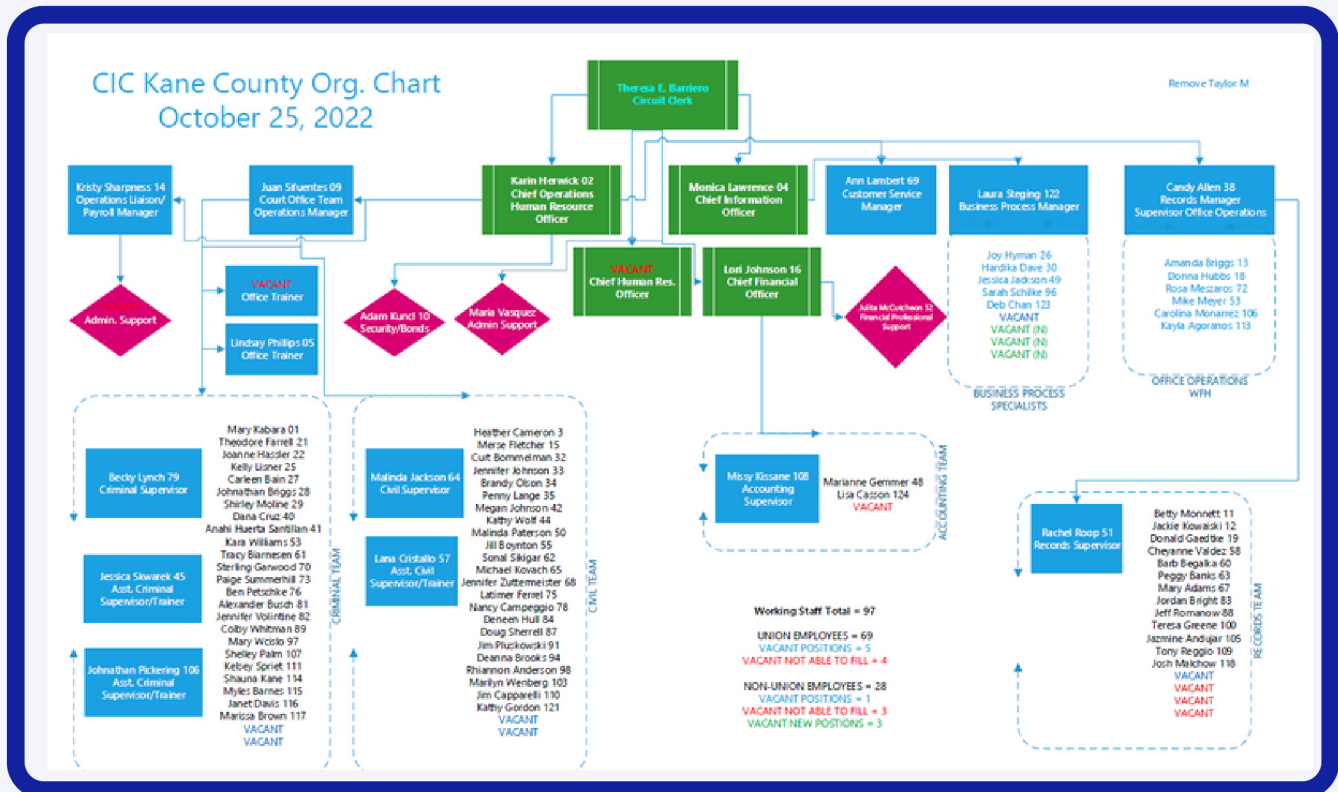 CIC Kane County Org. Chart
October 25, 2022
Remove Taylor M
Theresa E. Barriero
Circuit Clerk
Kristy Sharpness 14
Operations Liaison/
Payroll Manager
Juan Sifuentes 09
Court Office Team
Operations Manager
Karin Herwick 02
Chief Operations
Human Resource
Officer
Monica Lawrence 04
Chief Information
Officer
Ann Lambert 69
Customer Service
Manager
Laura Steging 122
Business Process Manager
Candy Allen 38
Records Manager
Supervisor Office Operations
Admin. Support
VACANT
Office Trainer
Lindsay Phillips 05
Office Trainer
Adam Kuncl 10
Security/Bonds
Maria Vasquez
Admin Support
VACANT
Chief Human Res.
Officer
Lori Johnson 16
Chief Financial
Officer
Julita McCutcheon 52
Financial Professional
Support
Joy Hyman 26
Hardika Dave 30
Jessica Jackson 49
Sarah Schilke 96
Deb Chan 123
VACANT
VACANT (N)
VACANT (N)
VACANT (N)
BUSINESS PROCESS
SPECIALISTS
Amanda Briggs 13
Donna Hubbs 18
Rosa Meszaros 72
Mike Meyer 53
Carolina Monarrez 106
Kayla Agoranos 113
OFFICE OPERATIONS
WFH
Becky Lynch 79
Criminal Supervisor
Jessica Skwarek 45
Asst. Criminal
Supervisor/Trainer
Johnathan Pickering 106
Asst. Criminal
Supervisor/Trainer
Mary Kabara 01
Theodore Farrell 21
Joanne Hassler 22
Kelly Lisner 25
Carleen Bain 27
Johnathan Briggs 28
Shirley Moline 29
Dana Cruz 40
Anahi Huerta Santillan 41
Kara Williams 53
Tracy Biarnesen 61
Sterling Garwood 70
Paige Summerhill 73
Ben Petschke 76
Alexander Busch 81
Jennifer Volintine 82
Colby Whitman 89
Mary Wcislo 97
Shelley Palm 107
Kelsey Spriet 111
Shauna Kane 114
Myles Barnes 115
Janet Davis 116
Marissa Brown 117
VACANT
VACANT
CRIMINAL TEAM
Malinda Jackson 64
Civil Supervisor
Lana Cristallo 57
Asst. Civil
Supervisor/Trainer
Heather Cameron 3
Merse Fletcher 15
Curt Bommelman 32
Jennifer Johnson 33
Brandy Olson 34
Penny Lange 35
Megan Johnson 42
Kathy Wolf 44
Malinda Paterson 50
Jill Boynton 55
Sonal Sikigar 62
Michael Kovach 65
Jennifer Zuttermeister 68
Latimer Ferrel 75
Nancy Campeggio 78
Deneen Hull 84
Doug Sherrell 87
Jim Pluskowski 91
Deanna Brooks 94
Rhiannon Anderson 98
Marilyn Wenberg 103
Jim Capparelli 110
Kathy Gordon 121
VACANT
VACANT
CIVIL TEAM
Missy Kissane 108
Accounting
Supervisor
Marianne Gemmer 48
Lisa Casson 124
VACANT
ACCOUNTING TEAM
Working Staff Total = 97
UNION EMPLOYEES = 69
VACANT POSITIONS = 5
VACANT NOT ABLE TO FILL = 4
NON-UNION EMPLOYEES = 28
VACANT POSITIONS = 1
VACANT NOT ABLE TO FILL = 3
VACANT NEW POSTIONS = 3
Rachel Roop 51
Records Supervisor
Betty Monnett 11
Jackie Kowalski 12
Donald Gaedtke 19
Cheyanne Valdez 58
Barb Begalka 60
Peggy Banks 63
Mary Adams 67
Jordan Bright 83
Jeff Romanow 88
Teresa Greene 100
Jazmine Andujar 105
Tony Reggio 109
Josh Malchow 118
VACANT
VACANT
VACANT
VACANT
RECORDS TEAM